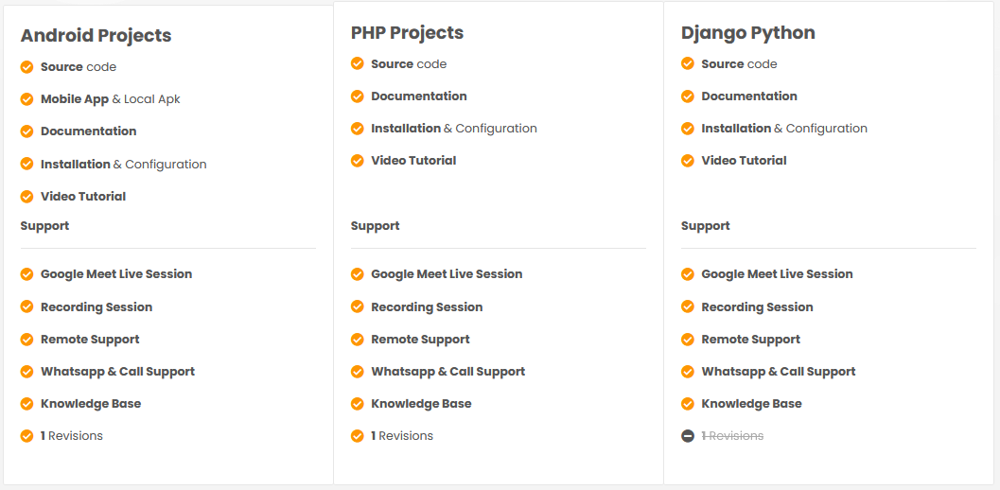 Android Projects
Source code
Mobile App & Local Apk
Documentation
Installation & Configuration
Video Tutorial
Support
Google Meet Live Session
Recording Session
Remote Support
Whatsapp & Call Support
Knowledge Base
1 Revisions
PHP Projects
Source code
Documentation
Installation & Configuration
Video Tutorial
Support
Google Meet Live Session
Recording Session
Remote Support
Whatsapp & Call Support
Knowledge Base
1 Revisions
Django Python
Source code
Documentation
Installation & Configuration
Video Tutorial
Support
Google Meet Live Session
Recording Session
Remote Support
Whatsapp & Call Support
Knowledge Base
1 Revisions